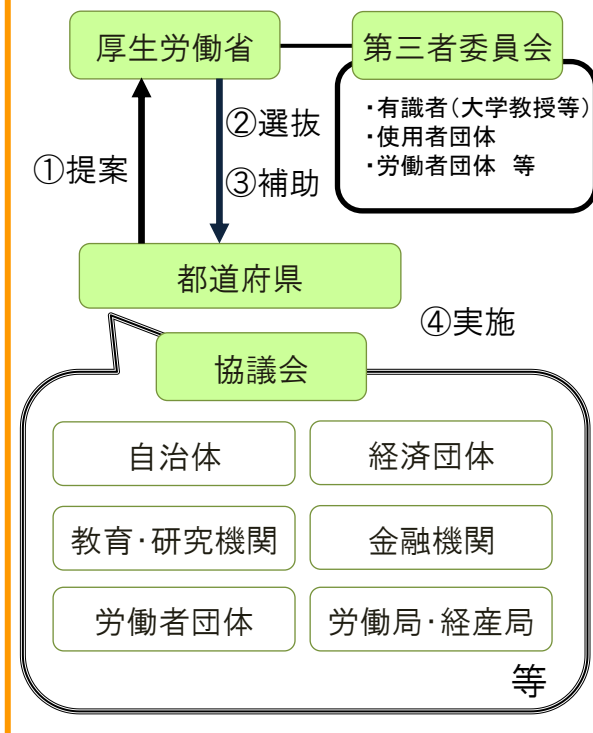 厚生労働省
第三者委員会
・有識者(大学教授等)
・使用者団体
・労働者団体 等
①提案
②選抜
③補助
都道府県
④実施
協議会
自治体
経済団体
教育・研究機関
金融機関
労働者団体
労働局・経産局
等